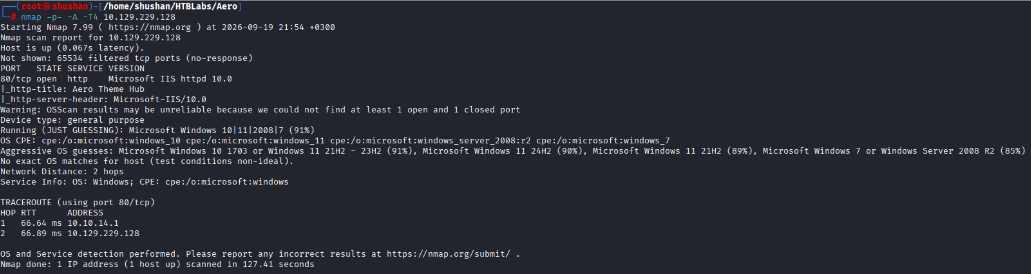 ┌──(root㉿shushan)-[/home/shushan/HTBLabs/Aero]
└─# nmap -p- -A -T4 10.129.229.128
Starting Nmap 7.99 ( https://nmap.org ) at 2026-09-19 21:54 +0300
Nmap scan report for 10.129.229.128
Host is up (0.067s latency).
Not shown: 65534 filtered tcp ports (no-response)
PORT   STATE SERVICE VERSION
80/tcp open  http    Microsoft IIS httpd 10.0
|_http-title: Aero Theme Hub
|_http-server-header: Microsoft-IIS/10.0
Warning: OSScan results may be unreliable because we could not find at least 1 open and 1 closed port
Device type: general purpose
Running (JUST GUESSING): Microsoft Windows 10|11|2008|7 (91%)
OS CPE: cpe:/o:microsoft:windows_10 cpe:/o:microsoft:windows_11 cpe:/o:microsoft:windows_server_2008:r2 cpe:/o:microsoft:windows_7
Aggressive OS guesses: Microsoft Windows 10 1703 or Windows 11 21H2 - 23H2 (91%), Microsoft Windows 11 24H2 (90%), Microsoft Windows 11 21H2 (89%), Microsoft Windows 7 or Windows Server 2008 R2 (85%)
No exact OS matches for host (test conditions non-ideal).
Network Distance: 2 hops
Service Info: OS: Windows; CPE: cpe:/o:microsoft:windows

TRACEROUTE (using port 80/tcp)
HOP RTT      ADDRESS
1   66.64 ms 10.10.14.1
2   66.89 ms 10.129.229.128

OS and Service detection performed. Please report any incorrect results at https://nmap.org/submit/ .
Nmap done: 1 IP address (1 host up) scanned in 127.41 seconds